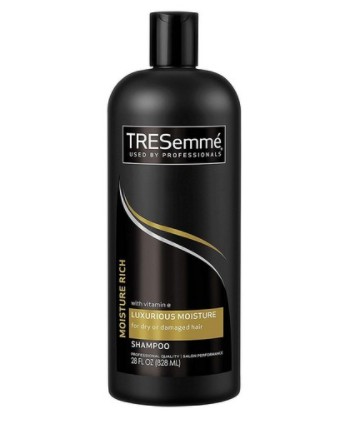 TRESemmé
USED BY PROFESSIONALS
MOISTURE RICH
with vitamin e
LUXURIOUS MOISTURE
for dry or damaged hair
SHAMPOO
PROFESSIONAL QUALITY | SALON PERFORMANCE
28 FL OZ (828 ML)